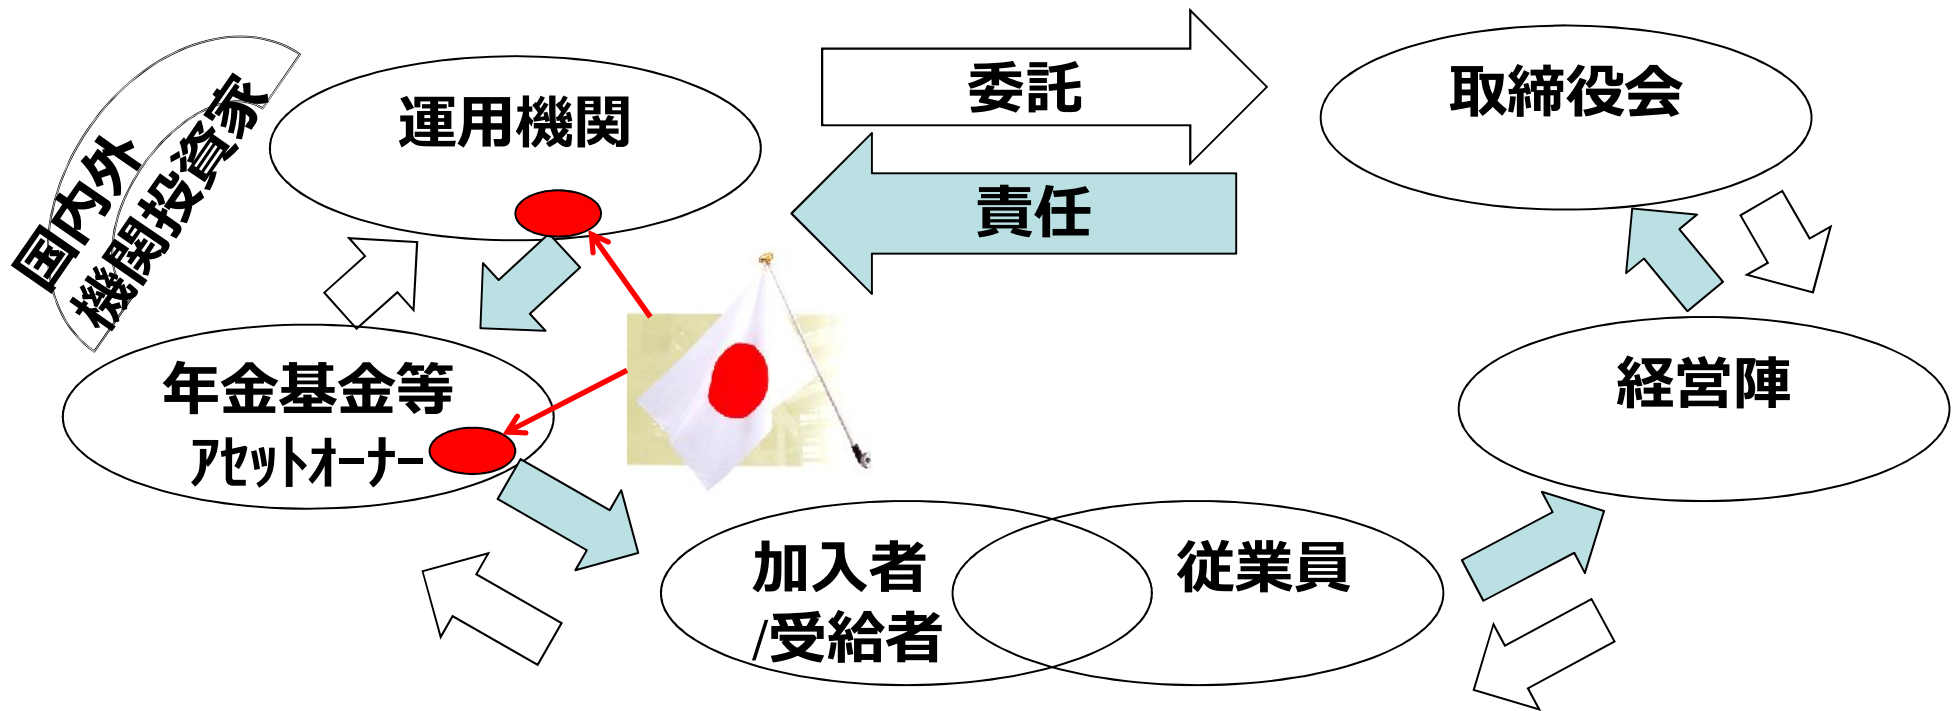 国内外
機関投資家
運用機関
委託
責任
取締役会
年金基金等
ｱｾｯﾄｵｰﾅｰ
経営陣
加入者
/受給者
従業員